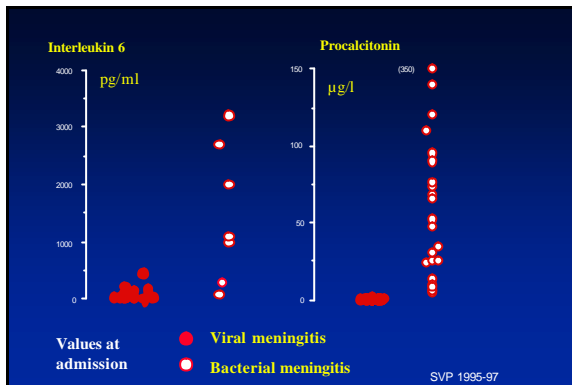 Interleukin 6
pg/ml
4000
3000
2000
1000
0
Procalcitonin
µg/l
(350)
150
100
50
0
Values at
admission
Viral meningitis
Bacterial meningitis
SVP 1995-97